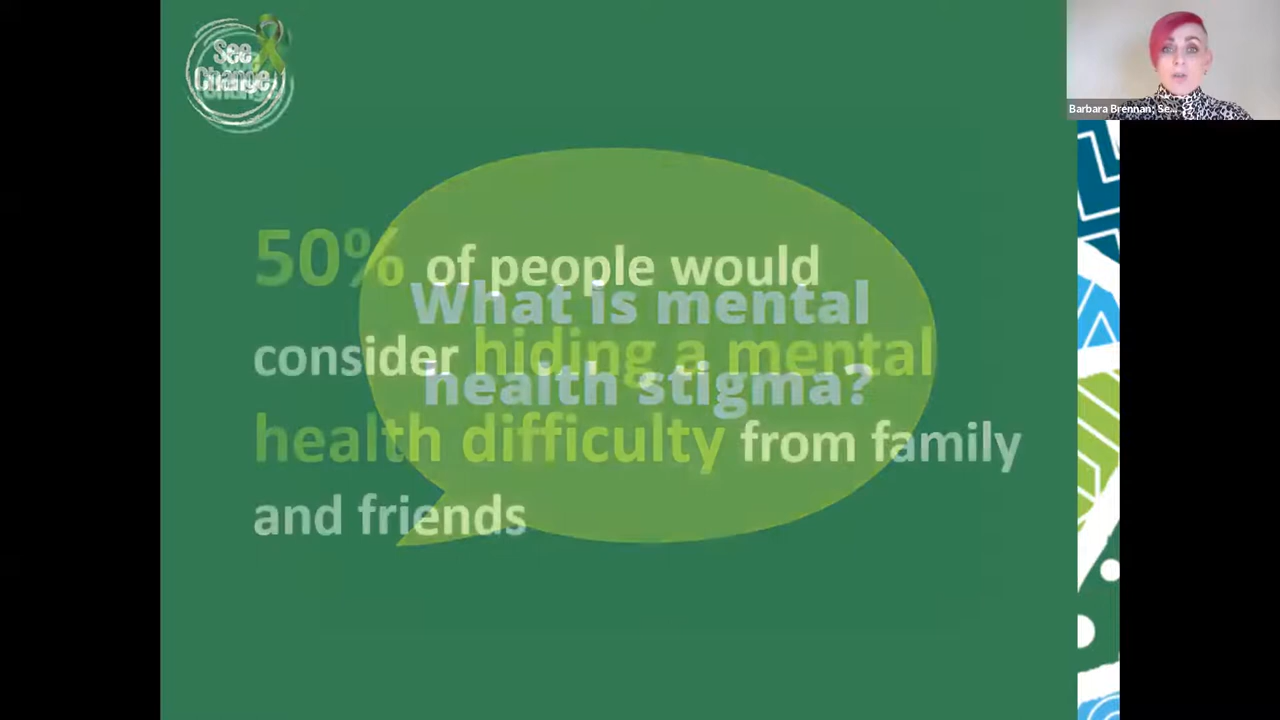 See
Change
50% of people would
What is mental
consider hiding a mental
health stigma?
health difficulty from family
and friends
Barbara Brennan; Se...